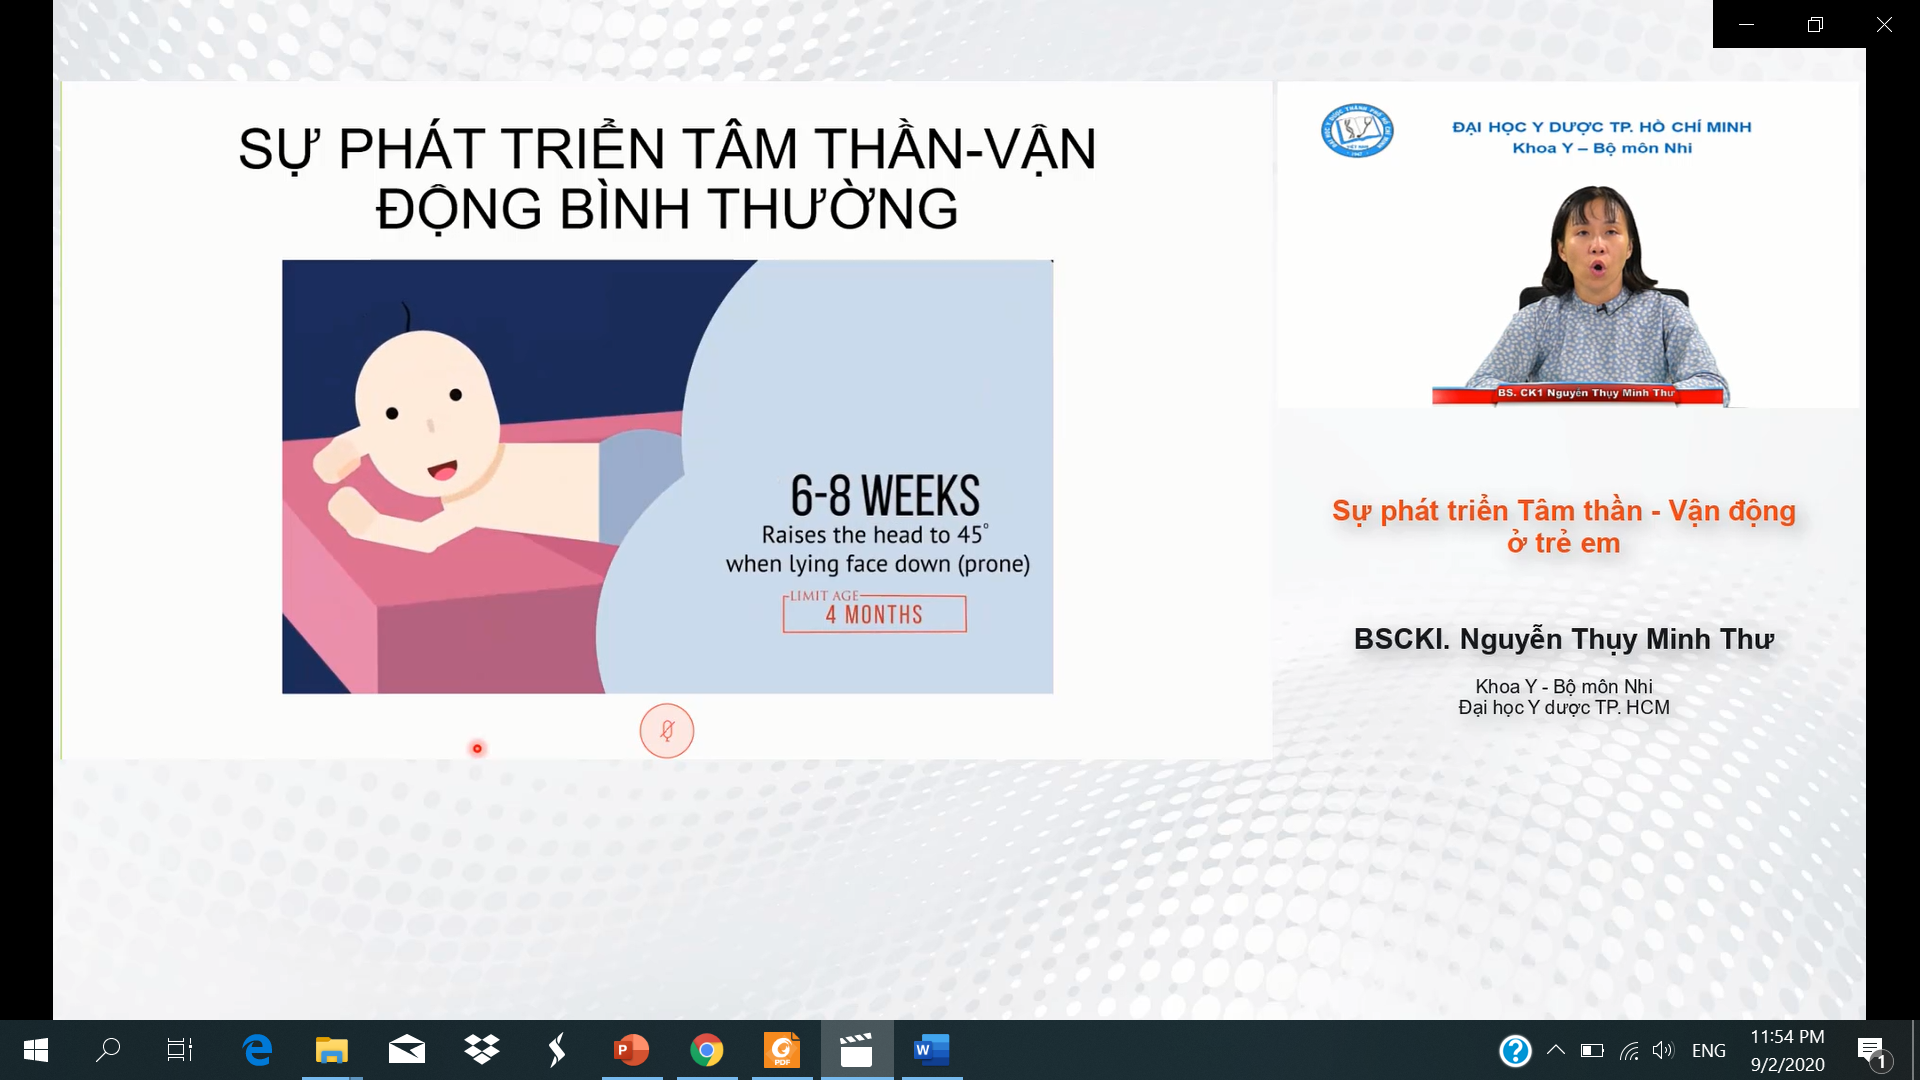 SỰ PHÁT TRIỂN TÂM THẦN-VẬN
ĐỘNG BÌNH THƯỜNG
6-8 WEEKS
Raises the head to 45°
when lying face down (prone)
LIMIT AGE
4 MONTHS
ĐẠI HỌC Y DƯỢC TP. HỒ CHÍ MINH
Khoa Y – Bộ môn Nhi
BS. CK1 Nguyễn Thụy Minh Thư
Sự phát triển Tâm thần - Vận động
ở trẻ em
BSCKI. Nguyễn Thụy Minh Thư
Khoa Y - Bộ môn Nhi
Đại học Y dược TP. HCM
ENG
11:54 PM
9/2/2020
1